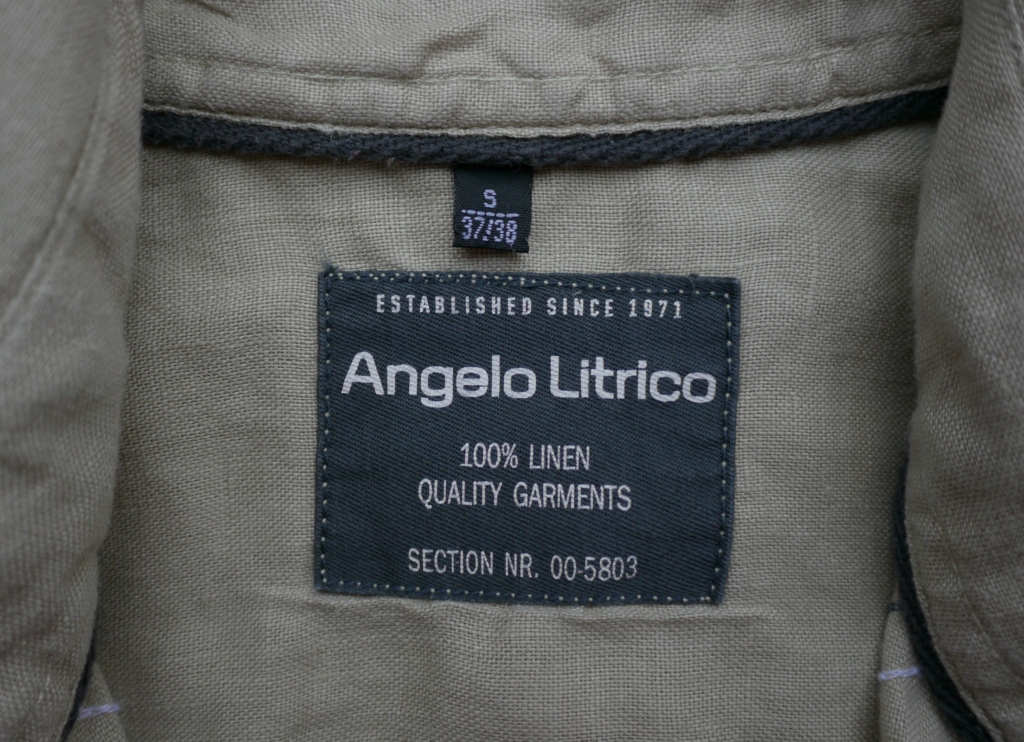 S
37/38
ESTABLISHED SINCE 1971
Angelo Litrico
100% LINEN
QUALITY GARMENTS
SECTION NR. 00-5803